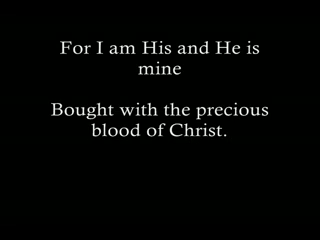 For I am His and He is
mine
Bought with the precious
blood of Christ.